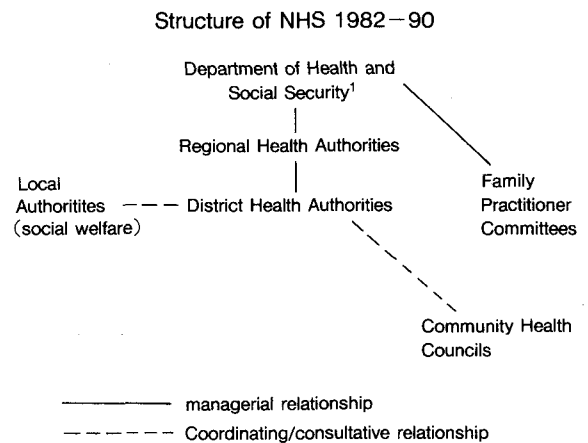 Structure of NHS 1982–90
Department of Health and
Social Security¹
Regional Health Authorities
Local
Authoritites
(social welfare)
District Health Authorities
Family
Practitioner
Committees
Community Health
Councils
managerial relationship
Coordinating/consultative relationship